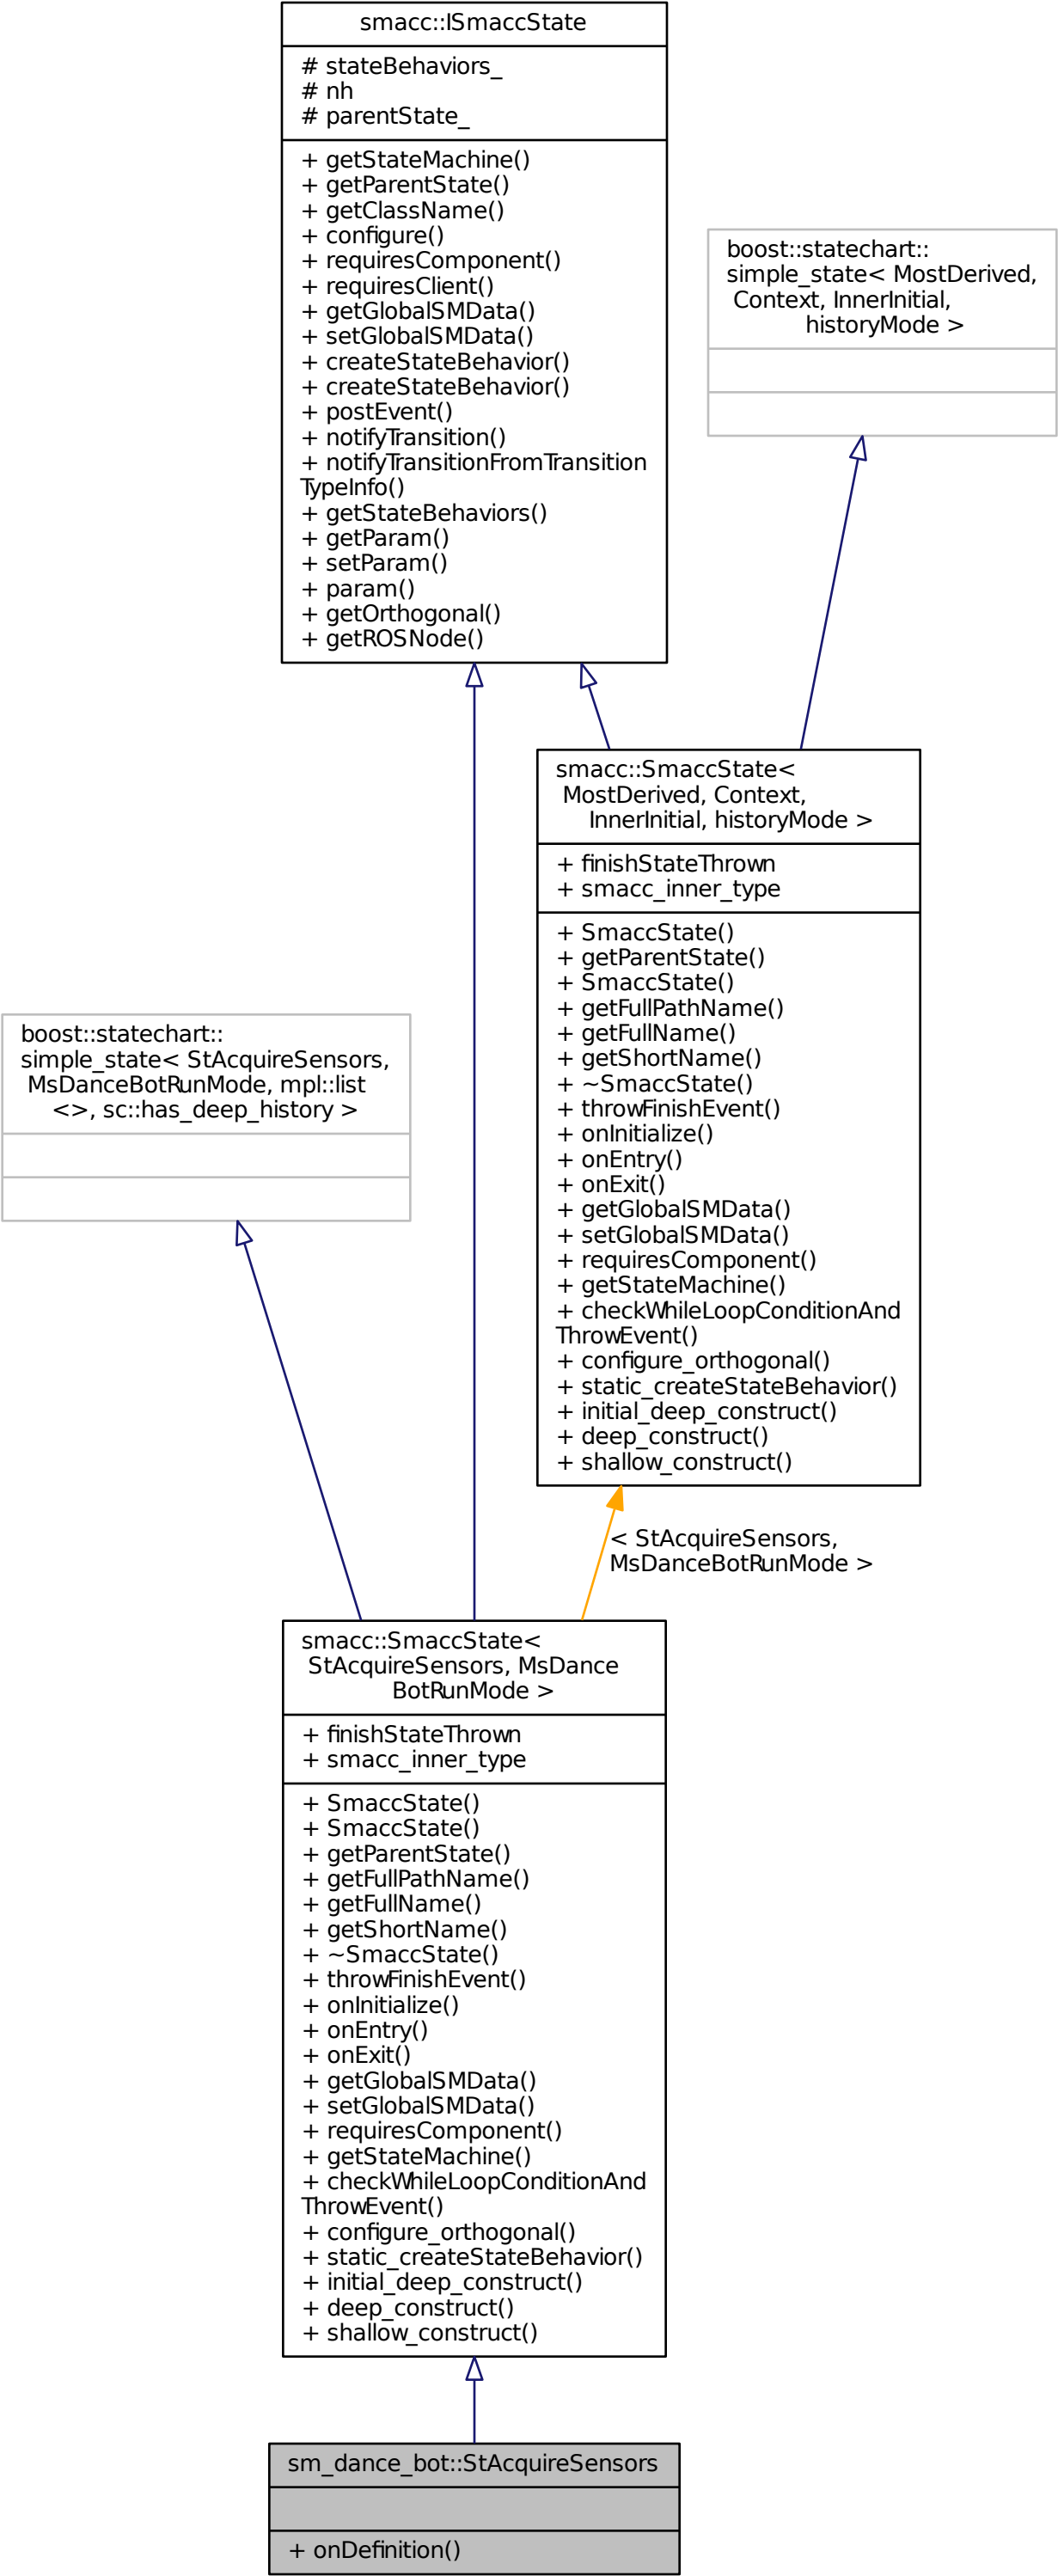 smacc::ISmaccState
# stateBehaviors_
# nh
# parentState_
+ getStateMachine()
+ getParentState()
+ getClassName()
+ configure()
+ requiresComponent()
+ requiresClient()
+ getGlobalSMData()
+ setGlobalSMData()
+ createStateBehavior()
+ createStateBehavior()
+ postEvent()
+ notifyTransition()
+ notifyTransitionFromTransition
TypeInfo()
+ getStateBehaviors()
+ getParam()
+ setParam()
+ param()
+ getOrthogonal()
+ getROSNode()
boost::statechart::
simple_state< MostDerived,
Context, InnerInitial,
historyMode >
smacc::SmaccState<
MostDerived, Context,
InnerInitial, historyMode >
+ finishStateThrown
+ smacc_inner_type
+ SmaccState()
+ getParentState()
+ SmaccState()
+ getFullPathName()
+ getFullName()
+ getShortName()
+ ~SmaccState()
+ throwFinishEvent()
+ onInitialize()
+ onEntry()
+ onExit()
+ getGlobalSMData()
+ setGlobalSMData()
+ requiresComponent()
+ getStateMachine()
+ checkWhileLoopConditionAnd
ThrowEvent()
+ configure_orthogonal()
+ static_createStateBehavior()
+ initial_deep_construct()
+ deep_construct()
+ shallow_construct()
boost::statechart::
simple_state< StAcquireSensors,
MsDanceBotRunMode, mpl::list
<>, sc::has_deep_history >
< StAcquireSensors,
MsDanceBotRunMode >
smacc::SmaccState<
StAcquireSensors, MsDance
BotRunMode >
+ finishStateThrown
+ smacc_inner_type
+ SmaccState()
+ SmaccState()
+ getParentState()
+ getFullPathName()
+ getFullName()
+ getShortName()
+ ~SmaccState()
+ throwFinishEvent()
+ onInitialize()
+ onEntry()
+ onExit()
+ getGlobalSMData()
+ setGlobalSMData()
+ requiresComponent()
+ getStateMachine()
+ checkWhileLoopConditionAnd
ThrowEvent()
+ configure_orthogonal()
+ static_createStateBehavior()
+ initial_deep_construct()
+ deep_construct()
+ shallow_construct()
sm_dance_bot::StAcquireSensors
+ onDefinition()